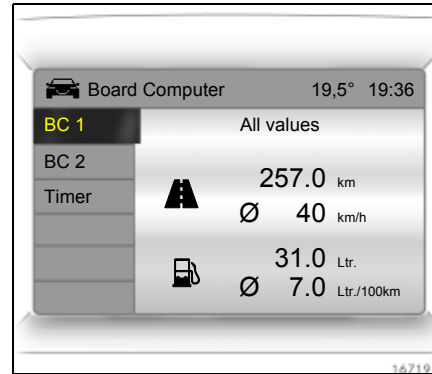 Board Computer 19,5° 19:36
BC 1 All values
BC 2
Timer
257.0 km
Ø 40 km/h
31.0 Ltr.
Ø 7.0 Ltr./100km
16719